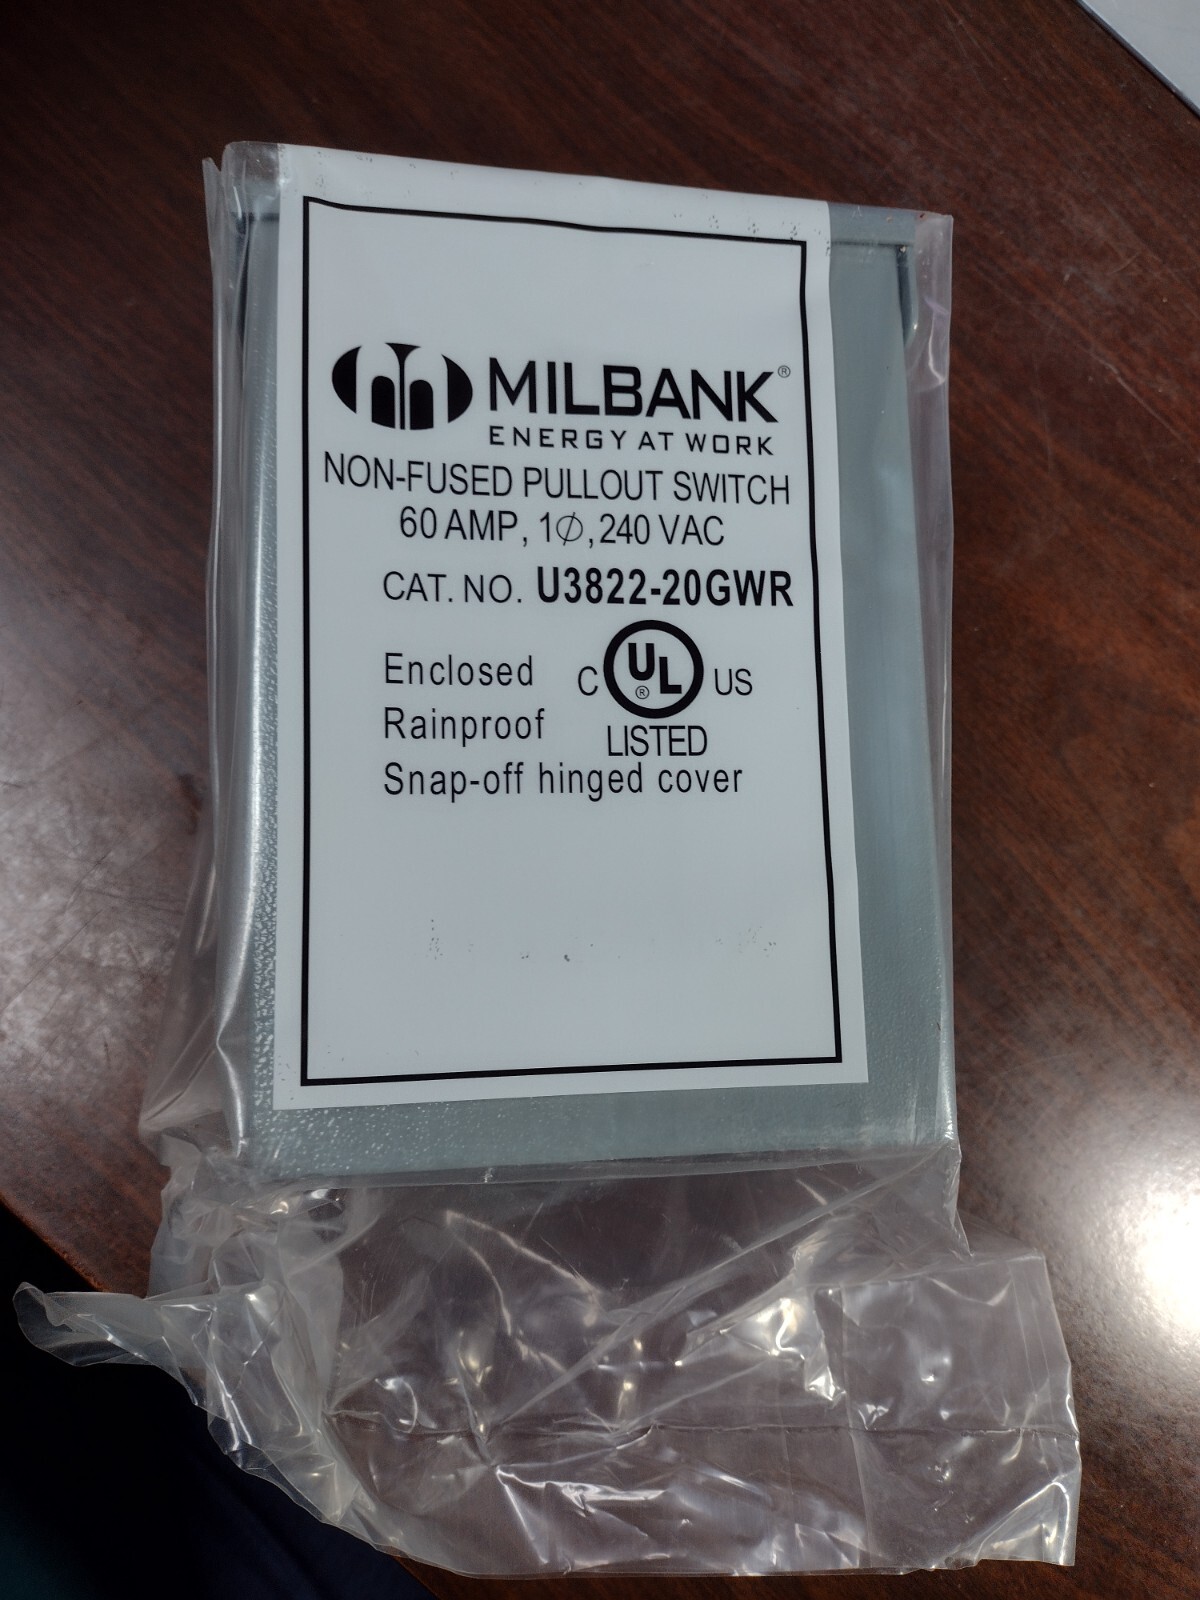 MILBANK®
ENERGY AT WORK
NON-FUSED PULLOUT SWITCH
60 AMP, 1∅, 240 VAC
CAT. NO. U3822-20GWR
Enclosed
Rainproof
C UL® US
LISTED
Snap-off hinged cover